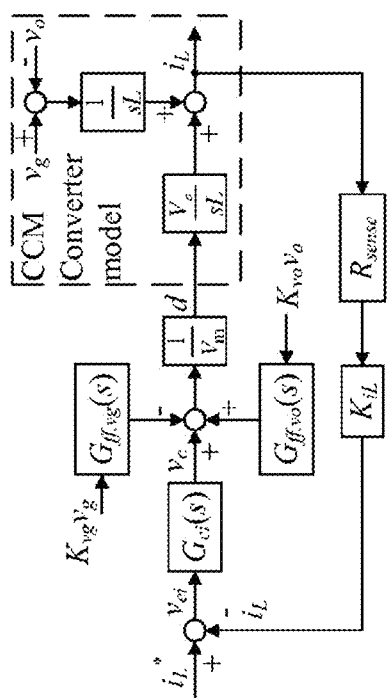 v_g + - v_o
CCM
Converter
model
1
sL
+
+
i_L
V_o
sL
d
1
V_m
K_vg v_g
G_ff.vg(s)
-
+
+
G_ff.vo(s)
K_vo v_o
i_L*
+
-
v_ei
G_ci(s)
v_c
i_L
K_iL
R_sense